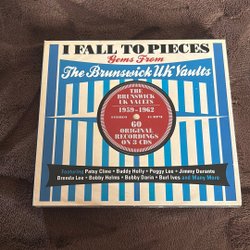 I FALL TO PIECES
Gems From
The Brunswick UK Vaults
THE
BRUNSWICK
UK VAULTS
1959-1962
60
ORIGINAL
RECORDINGS
ON 3 CDS
Featuring Patsy Cline • Buddy Holly • Peggy Lee • Jimmy Durante
Brenda Lee • Bobby Helms • Bobby Darin • Burl Ives and Many More